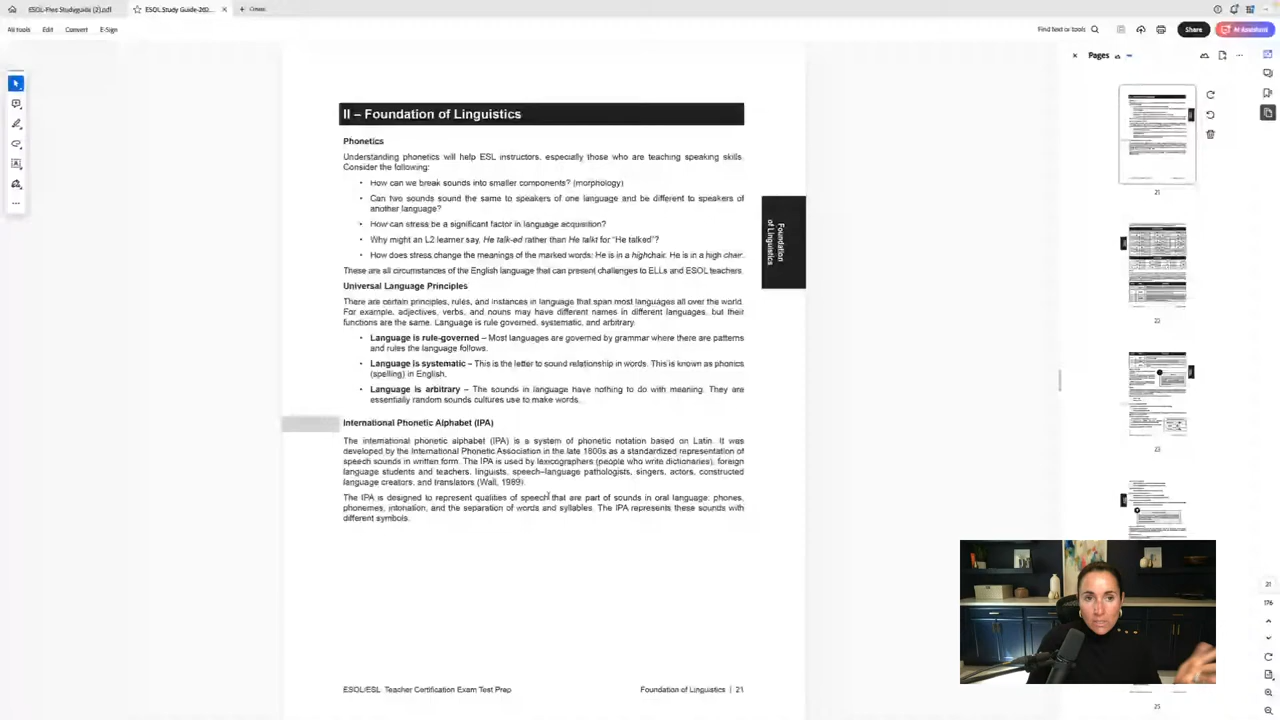 ESOL-Prep Studyguide (2).pdf
ESOL Study Guide-202...
+ Create
All tools
Edit
Convert
E-Sign
Find text or tools
Share
AI Assistant
Pages
II – Foundation of Linguistics
Phonetics
Understanding phonetics will help ESL instructors, especially those who are teaching speaking skills.
Consider the following:
• How can we break sounds into smaller components? (morphology)
• Can two sounds sound the same to speakers of one language and be different to speakers of
another language?
• How can stress be a significant factor in language acquisition?
• Why might an L2 learner say, He talk-ed rather than He talkt for "He talked"?
• How does stress change the meanings of the marked words: He is in a highchair. He is in a high chair.
These are all circumstances of the English language that can present challenges to ELLs and ESOL teachers.
Universal Language Principles
There are certain principles, rules, and instances in language that span most languages all over the world.
For example, adjectives, verbs, and nouns may have different names in different languages, but their
functions are the same. Language is rule governed, systematic, and arbitrary.
• Language is rule-governed – Most languages are governed by grammar where there are patterns
and rules the language follows.
• Language is systematic – This is the letter to sound relationship in words. This is known as phonics
(spelling) in English.
• Language is arbitrary – The sounds in language have nothing to do with meaning. They are
essentially random sounds cultures use to make words.
International Phonetic Alphabet (IPA)
The international phonetic alphabet (IPA) is a system of phonetic notation based on Latin. It was
developed by the International Phonetic Association in the late 1800s as a standardized representation of
speech sounds in written form. The IPA is used by lexicographers (people who write dictionaries), foreign
language students and teachers, linguists, speech–language pathologists, singers, actors, constructed
language creators, and translators (Wall, 1989).
The IPA is designed to represent qualities of speech that are part of sounds in oral language: phones,
phonemes, intonation, and the separation of words and syllables. The IPA represents these sounds with
different symbols.
Foundation
of Linguistics
ESOL/ESL Teacher Certification Exam Test Prep
Foundation of Linguistics | 21
21
22
23
25
21
176